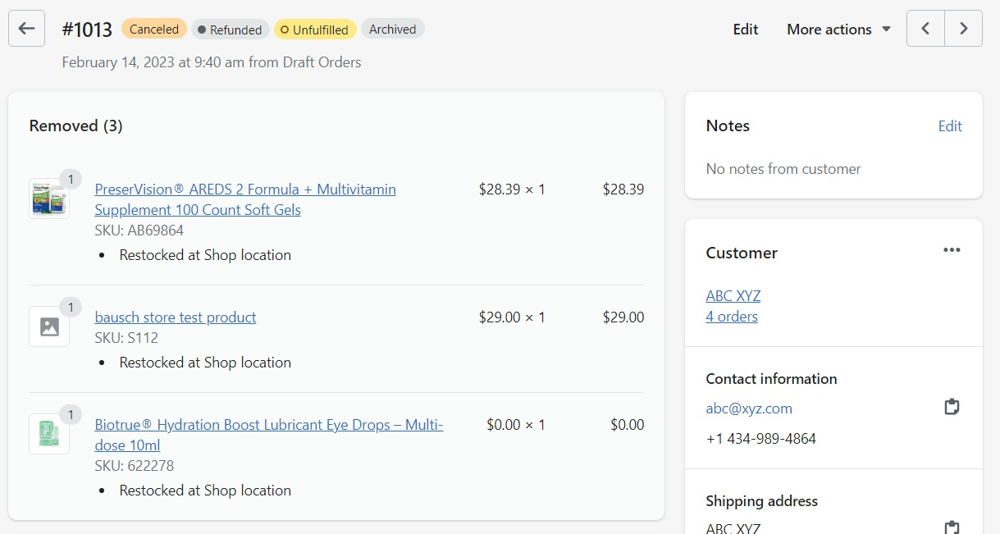 #1013 Canceled Refunded Unfulfilled Archived Edit More actions
February 14, 2023 at 9:40 am from Draft Orders
Removed (3)
1
PreserVision® AREDS 2 Formula + Multivitamin $28.39 × 1 $28.39
Supplement 100 Count Soft Gels
SKU: AB69864
• Restocked at Shop location
1
bausch store test product $29.00 × 1 $29.00
SKU: S112
• Restocked at Shop location
1
Biotrue® Hydration Boost Lubricant Eye Drops – Multi- $0.00 × 1 $0.00
dose 10ml
SKU: 622278
• Restocked at Shop location
Notes Edit
No notes from customer
Customer
ABC XYZ
4 orders
Contact information
abc@xyz.com
+1 434-989-4864
Shipping address
ABC XYZ